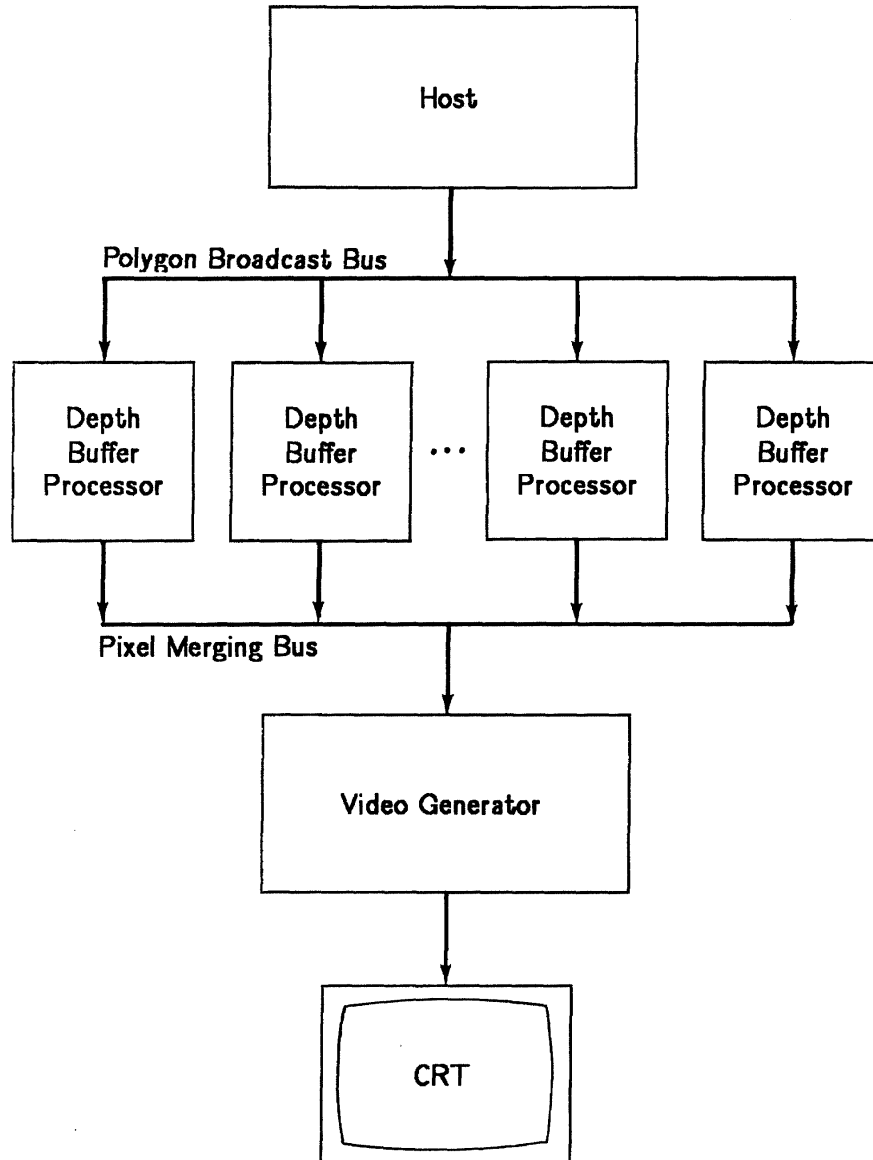 Host
Polygon Broadcast Bus
Depth
Buffer
Processor
Depth
Buffer
Processor
...
Depth
Buffer
Processor
Depth
Buffer
Processor
Pixel Merging Bus
Video Generator
CRT